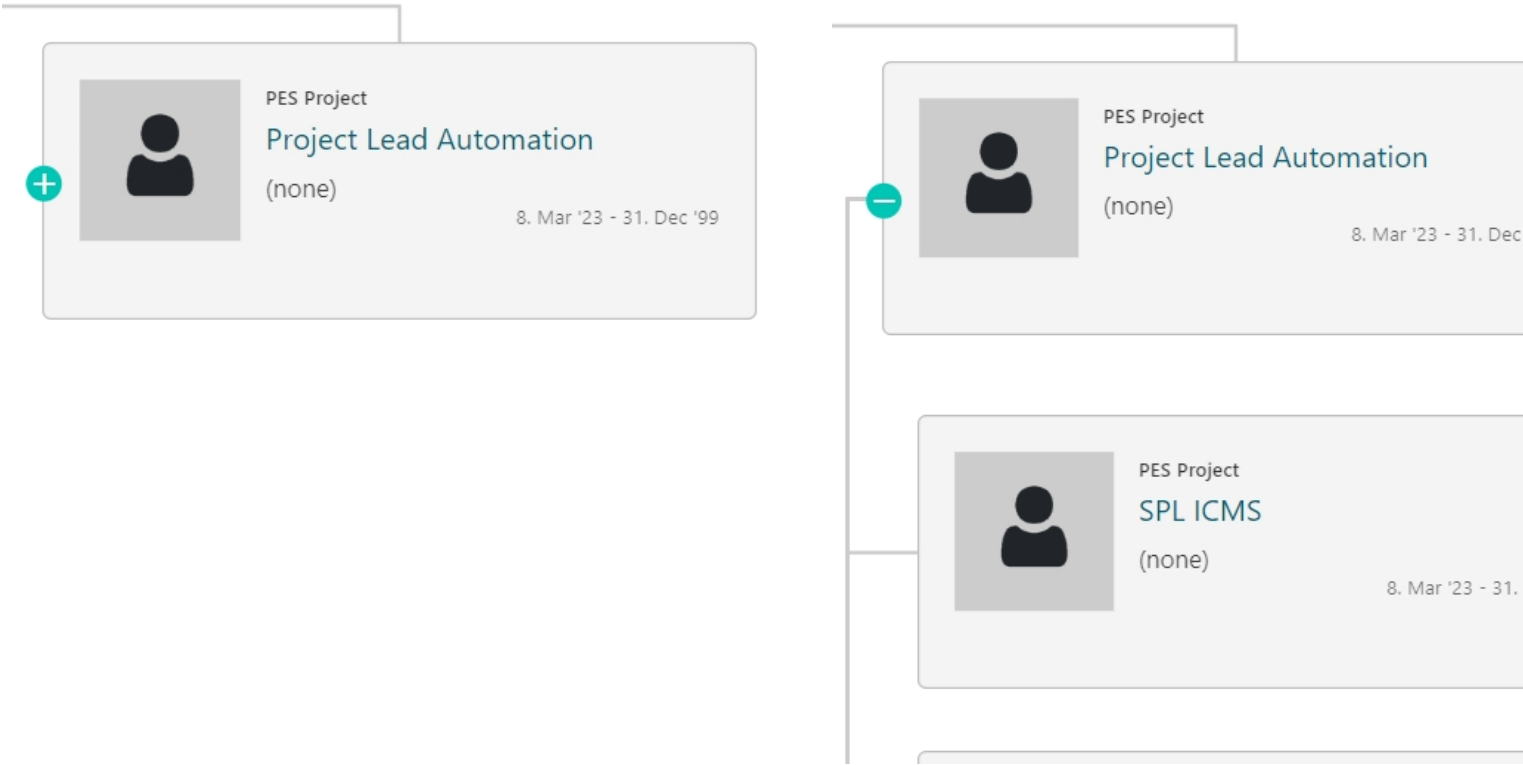 PES Project
Project Lead Automation
(none)
8. Mar '23 - 31. Dec '99
PES Project
Project Lead Automation
(none)
8. Mar '23 - 31. Dec
PES Project
SPL ICMS
(none)
8. Mar '23 - 31.